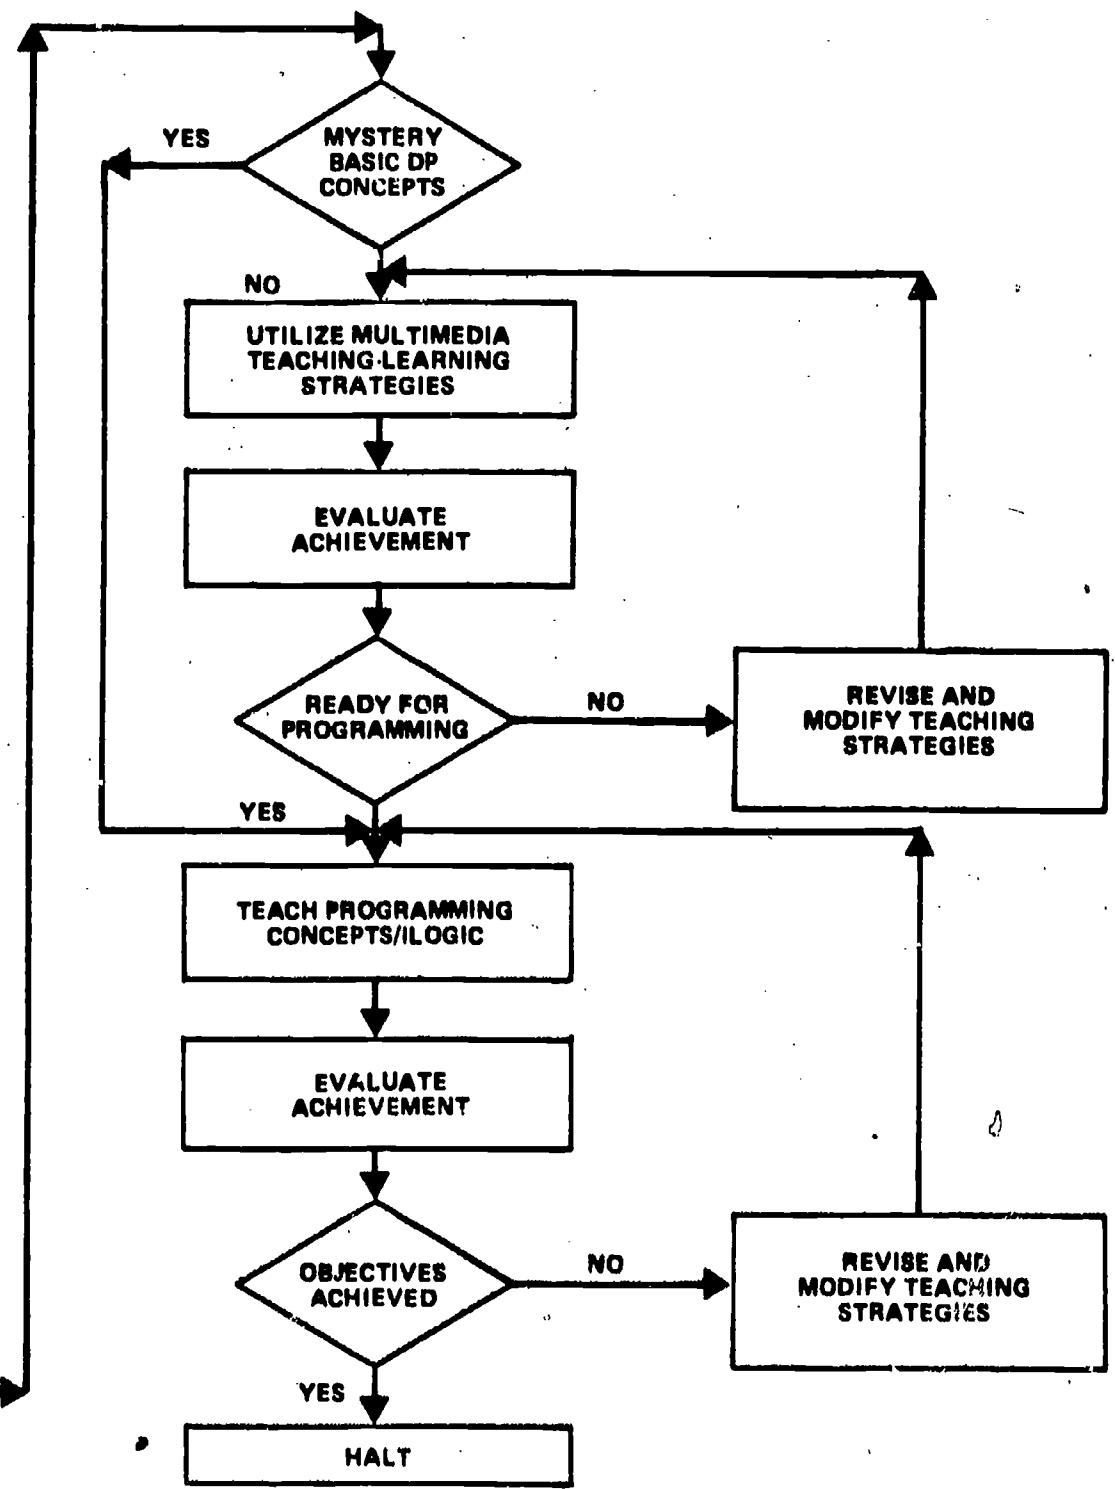 YES
MYSTERY
BASIC DP
CONCEPTS
NO
UTILIZE MULTIMEDIA
TEACHING-LEARNING
STRATEGIES
EVALUATE
ACHIEVEMENT
READY FOR
PROGRAMMING
NO
REVISE AND
MODIFY TEACHING
STRATEGIES
YES
TEACH PROGRAMMING
CONCEPTS/ILOGIC
EVALUATE
ACHIEVEMENT
OBJECTIVES
ACHIEVED
NO
REVISE AND
MODIFY TEACHING
STRATEGIES
YES
HALT